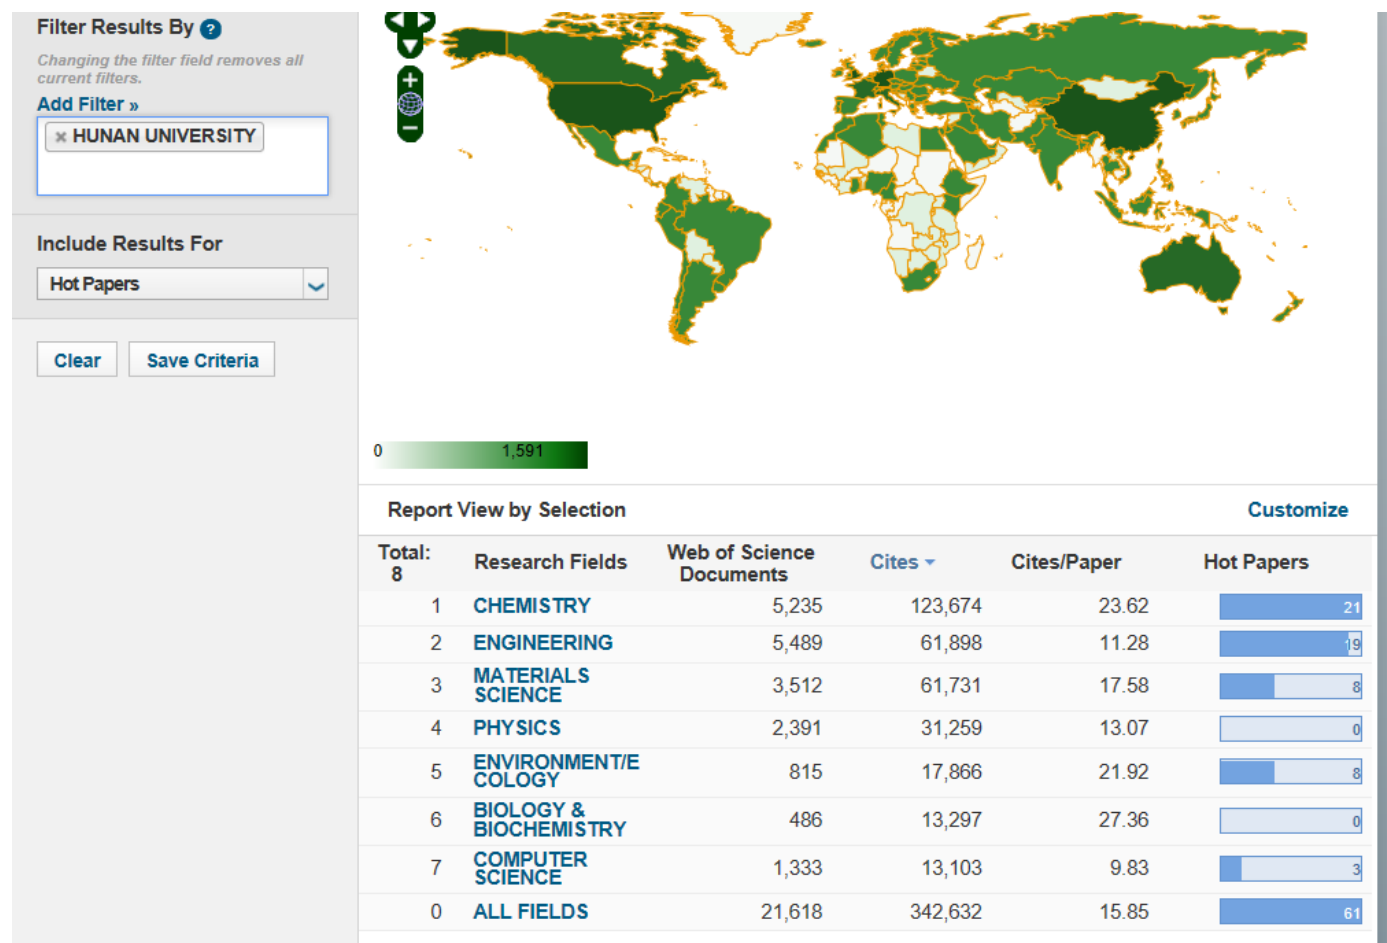 Filter Results By ?
Changing the filter field removes all
current filters.
Add Filter »
× HUNAN UNIVERSITY
Include Results For
Hot Papers
Clear Save Criteria
0 1,591
Report View by Selection Customize
Total: 8 Research Fields Web of Science Documents Cites Cites/Paper Hot Papers
1 CHEMISTRY 5,235 123,674 23.62 21
2 ENGINEERING 5,489 61,898 11.28 19
3 MATERIALS SCIENCE 3,512 61,731 17.58 8
4 PHYSICS 2,391 31,259 13.07 0
5 ENVIRONMENT/E COLOGY 815 17,866 21.92 8
6 BIOLOGY & BIOCHEMISTRY 486 13,297 27.36 0
7 COMPUTER SCIENCE 1,333 13,103 9.83 3
0 ALL FIELDS 21,618 342,632 15.85 61